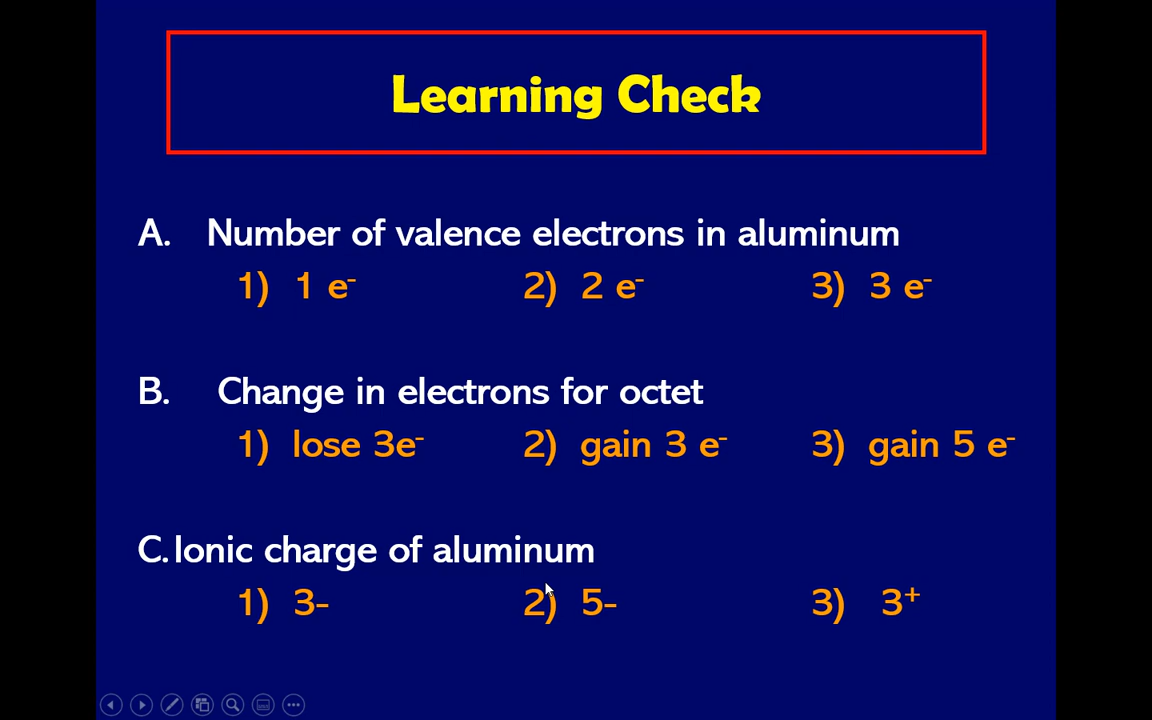 Learning Check
A. Number of valence electrons in aluminum
1) 1 e⁻ 2) 2 e⁻ 3) 3 e⁻
B. Change in electrons for octet
1) lose 3e⁻ 2) gain 3 e⁻ 3) gain 5 e⁻
C. Ionic charge of aluminum
1) 3- 2) 5- 3) 3⁺